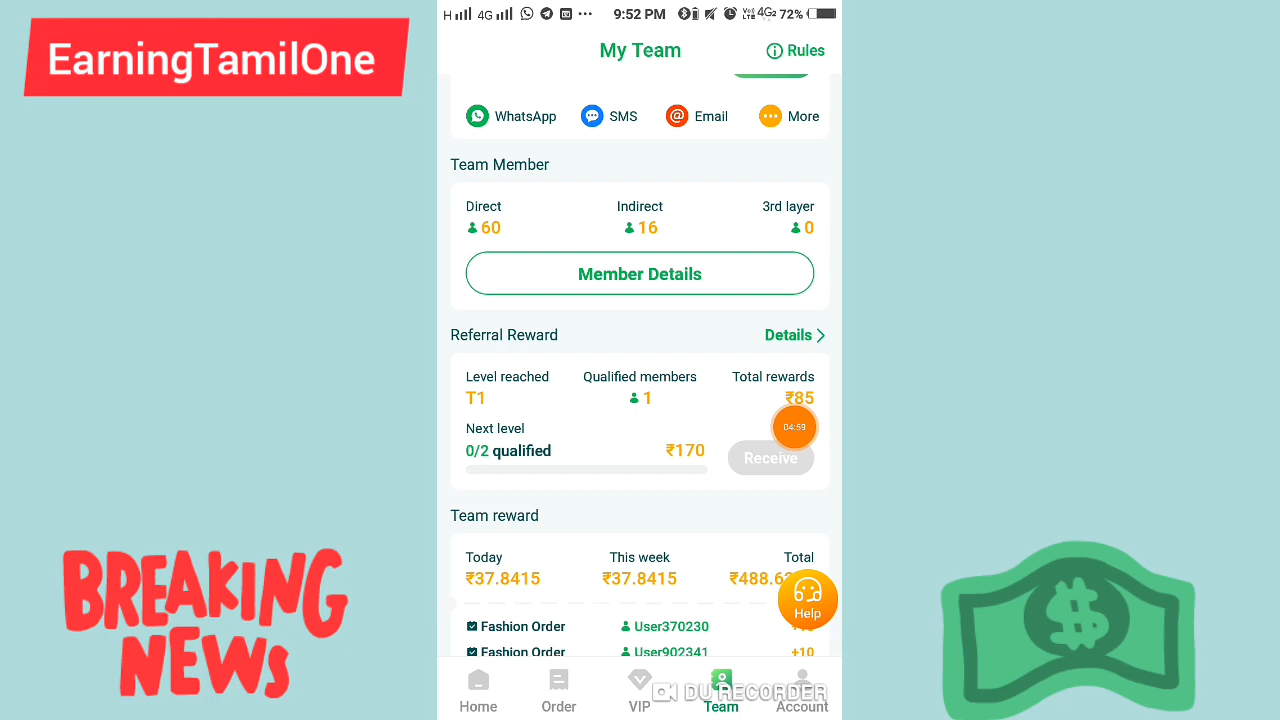 EarningTamilOne
H 4G 9:52 PM 4G2 72%
My Team
Rules
WhatsApp SMS Email More
Team Member
Direct Indirect 3rd layer
60 16 0
Member Details
Referral Reward Details
Level reached Qualified members Total rewards
T1 1 ₹85
04:59
Next level
0/2 qualified ₹170
Receive
Team reward
Today This week Total
₹37.8415 ₹37.8415
Help
Fashion Order User370230
Fashion Order User902341 +10
DU RECORDER
Home Order VIP Team Account
BREAKING
NEWS
$